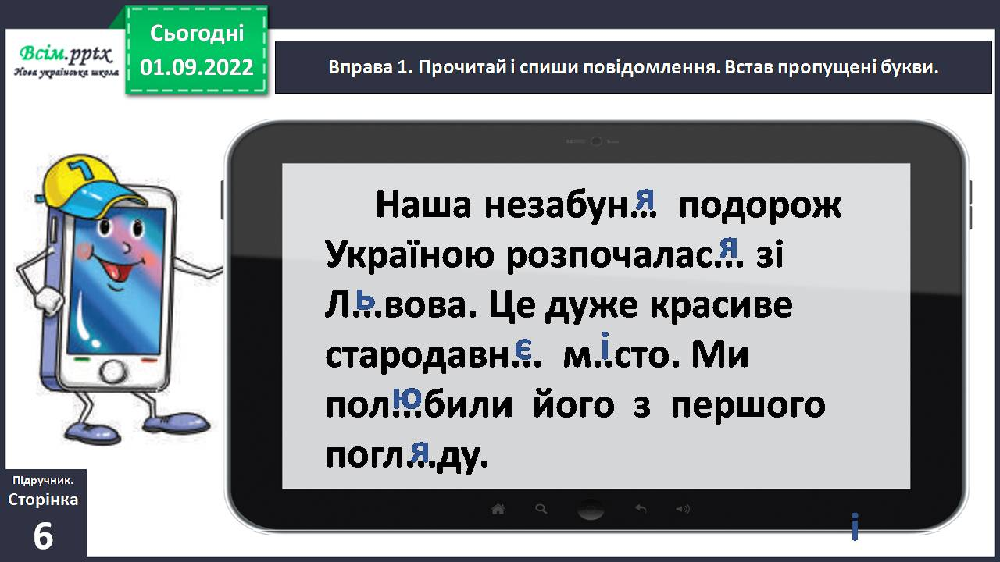 Всім.pptx
Нова українська школа
Сьогодні
01.09.2022
Вправа 1. Прочитай і спиши повідомлення. Встав пропущені букви.
Наша незабун...я подорож
Україною розпочалас...я зі
Л...ьвова. Це дуже красиве
стародавн...є м...істо. Ми
пол...юбили його з першого
погл...яду.
і
Підручник.
Сторінка
6